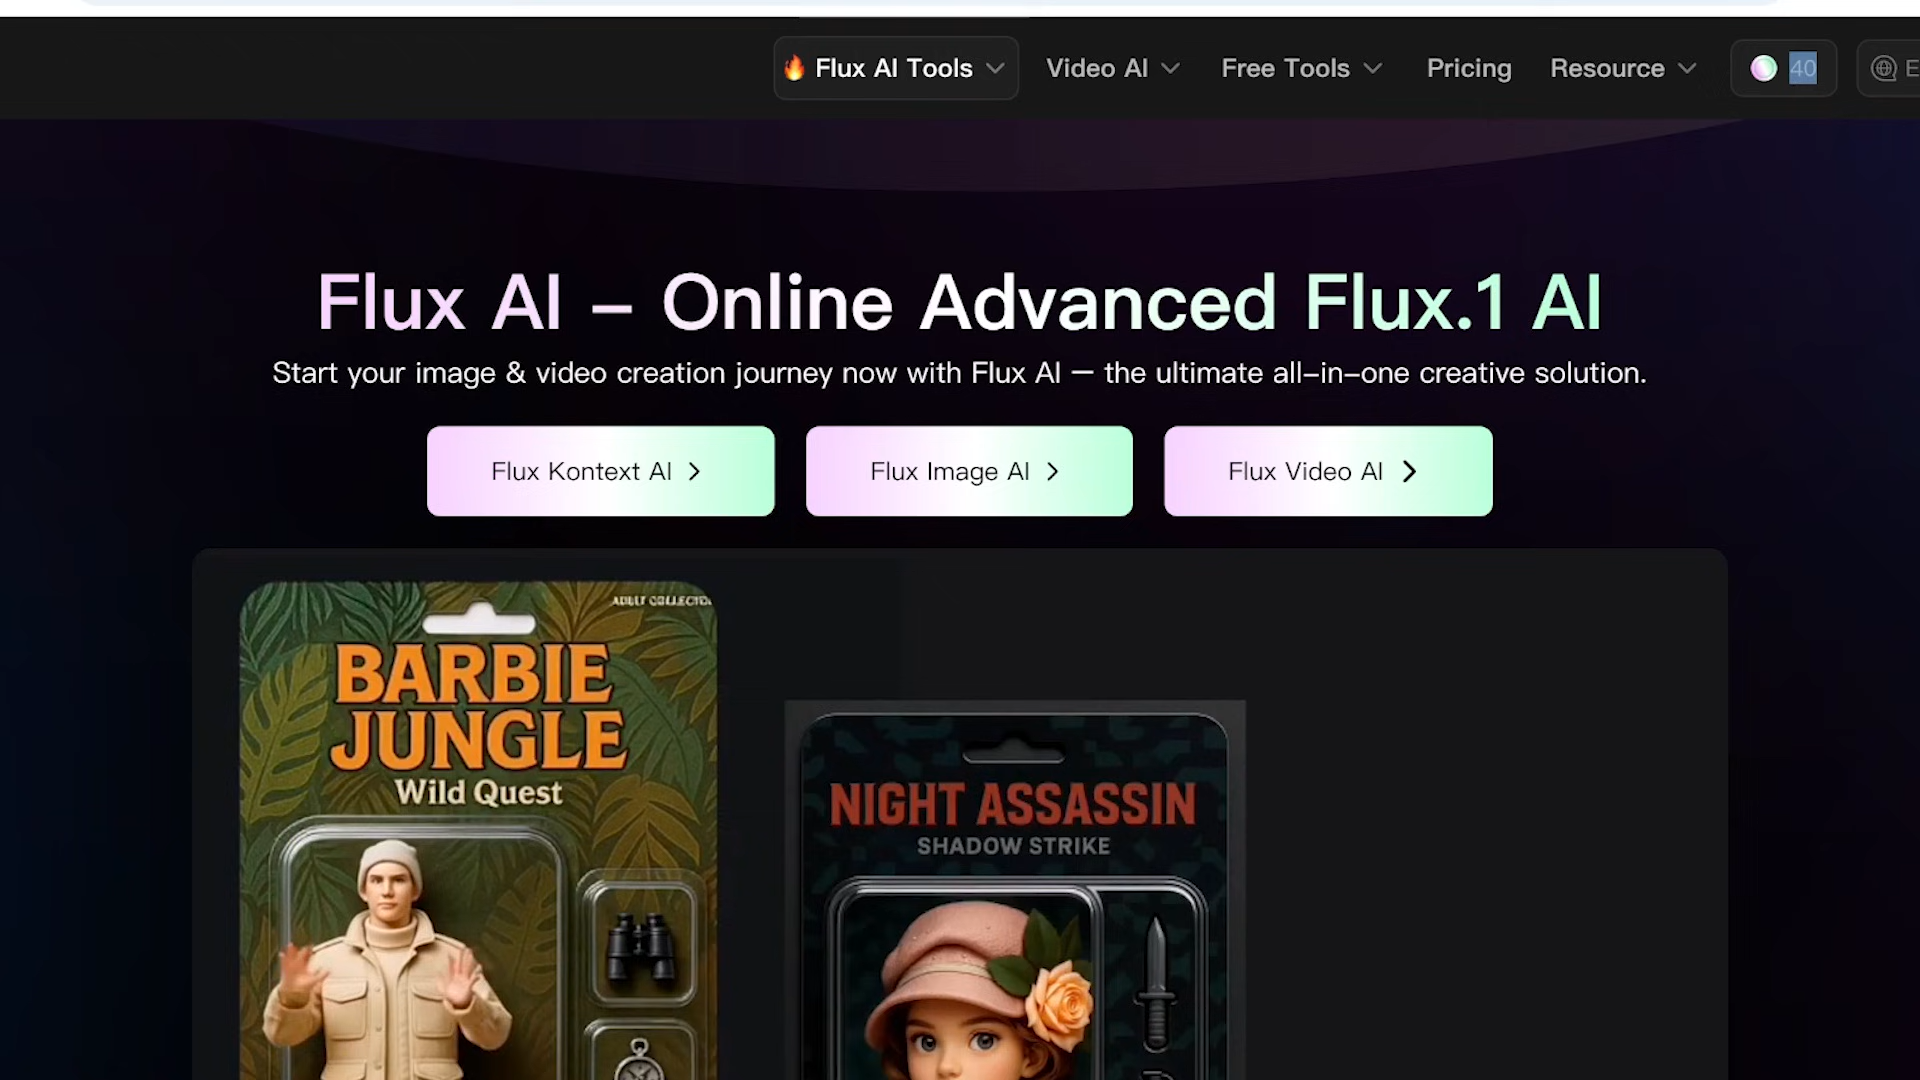 Flux AI Tools
Video AI
Free Tools
Pricing
Resource
40
Flux AI – Online Advanced Flux.1 AI
Start your image & video creation journey now with Flux AI — the ultimate all–in–one creative solution.
Flux Kontext AI
Flux Image AI
Flux Video AI
ADULT COLLECTO
BARBIE
JUNGLE
Wild Quest
NIGHT ASSASSIN
SHADOW STRIKE